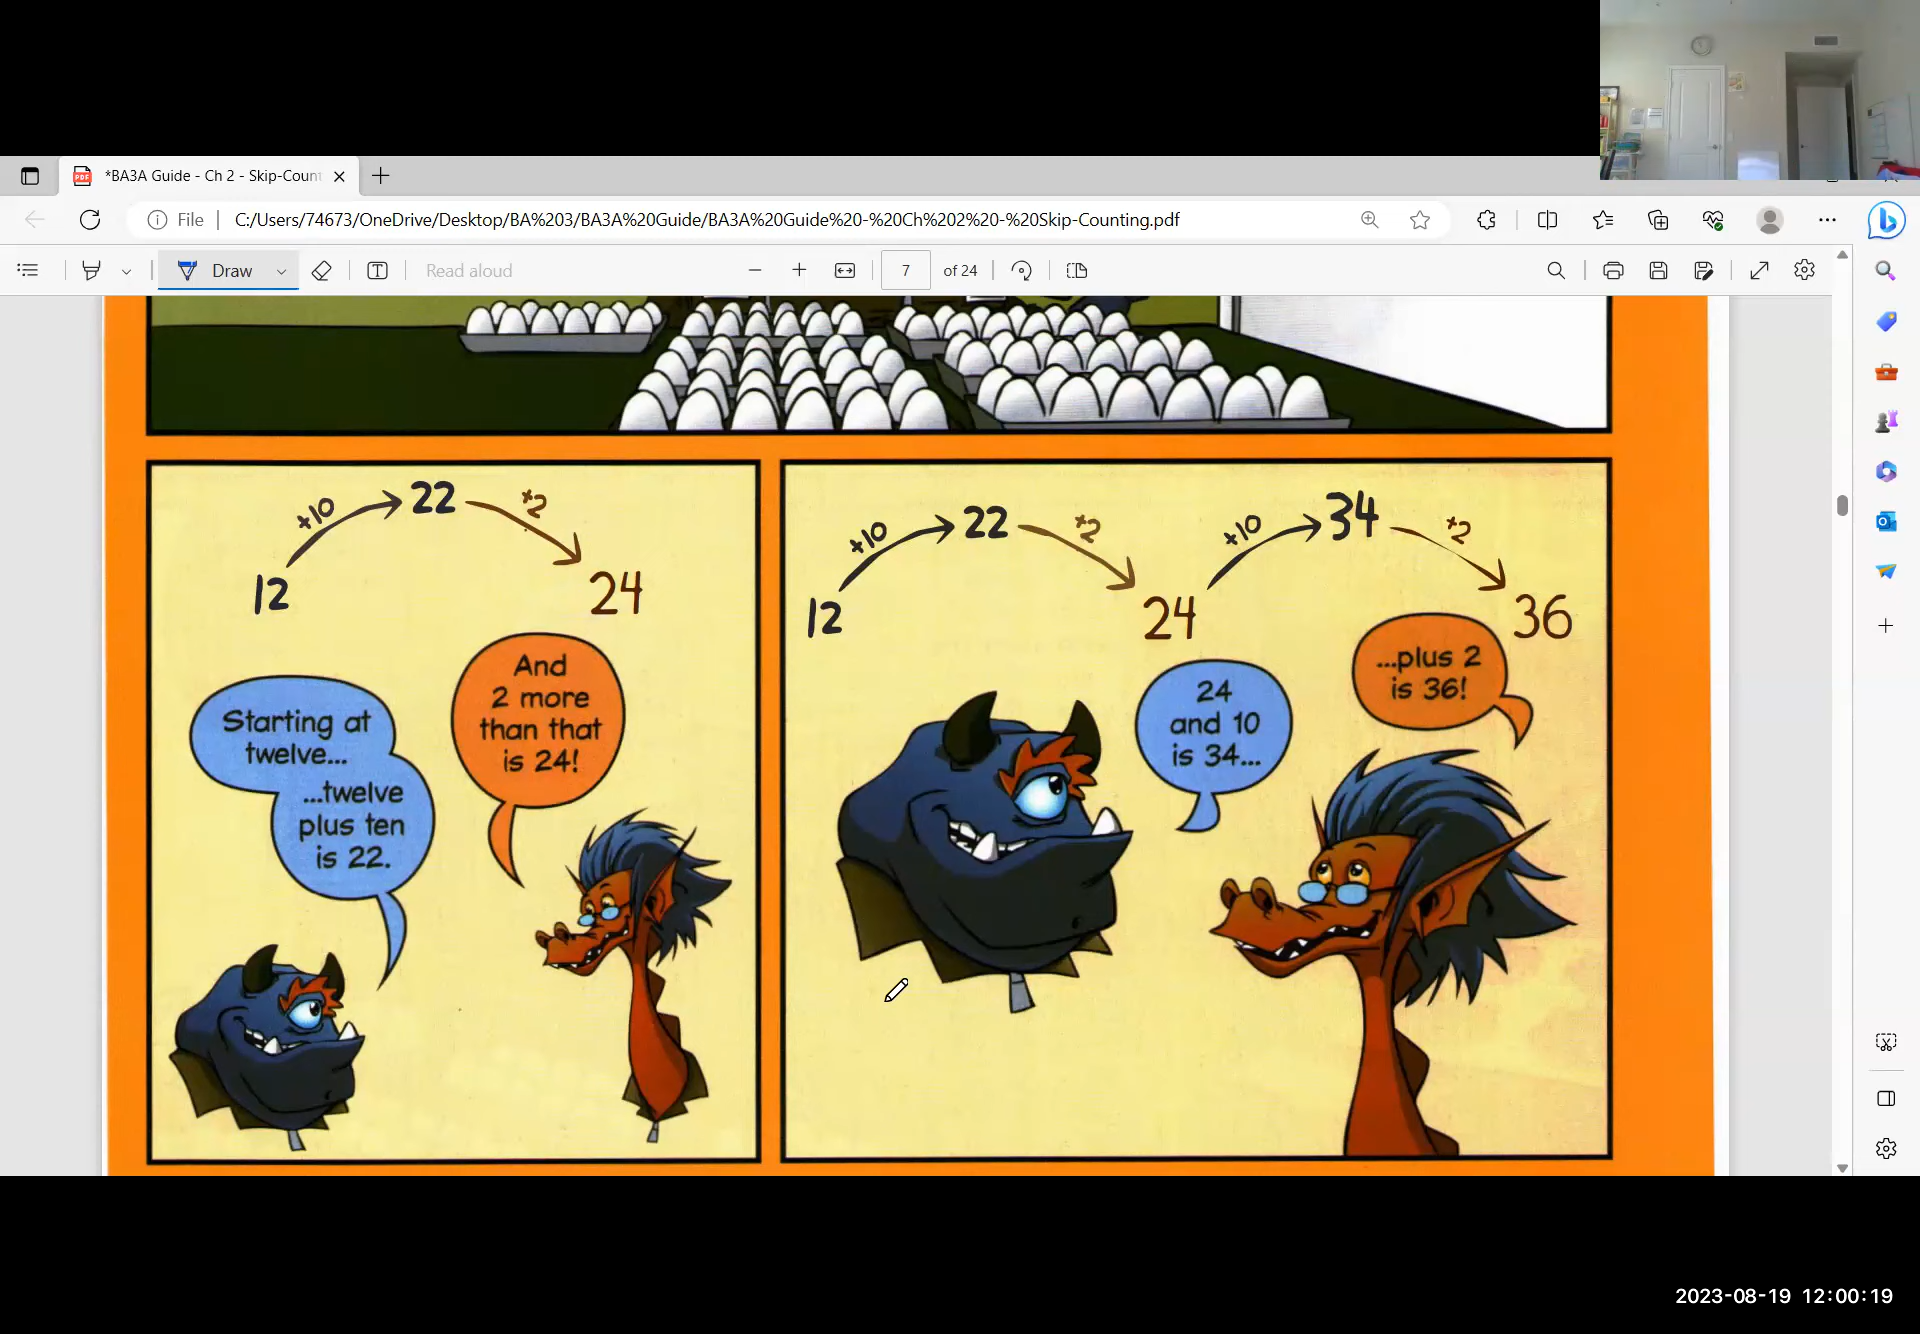 *BA3A Guide - Ch 2 - Skip-Coun
File
C:/Users/74673/OneDrive/Desktop/BA%203/BA3A%20Guide/BA3A%20Guide%20-%20Ch%202%20-%20Skip-Counting.pdf
Draw
Read aloud
7
of 24
+10
22
+2
12
24
Starting at
twelve...
...twelve
plus ten
is 22.
And
2 more
than that
is 24!
+10
22
+2
12
24
+10
34
+2
36
24
and 10
is 34...
...plus 2
is 36!
2023-08-19 12:00:19